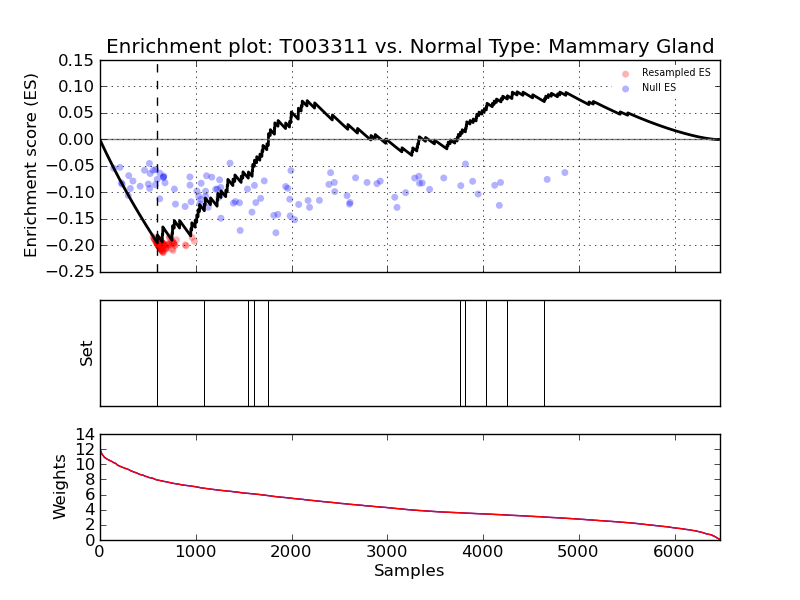 Enrichment plot: T003311 vs. Normal Type: Mammary Gland
Enrichment score (ES)
0.15
0.10
0.05
0.00
−0.05
−0.10
−0.15
−0.20
−0.25
Resampled ES
Null ES
Set
Weights
14
12
10
8
6
4
2
0
0 1000 2000 3000 4000 5000 6000
Samples